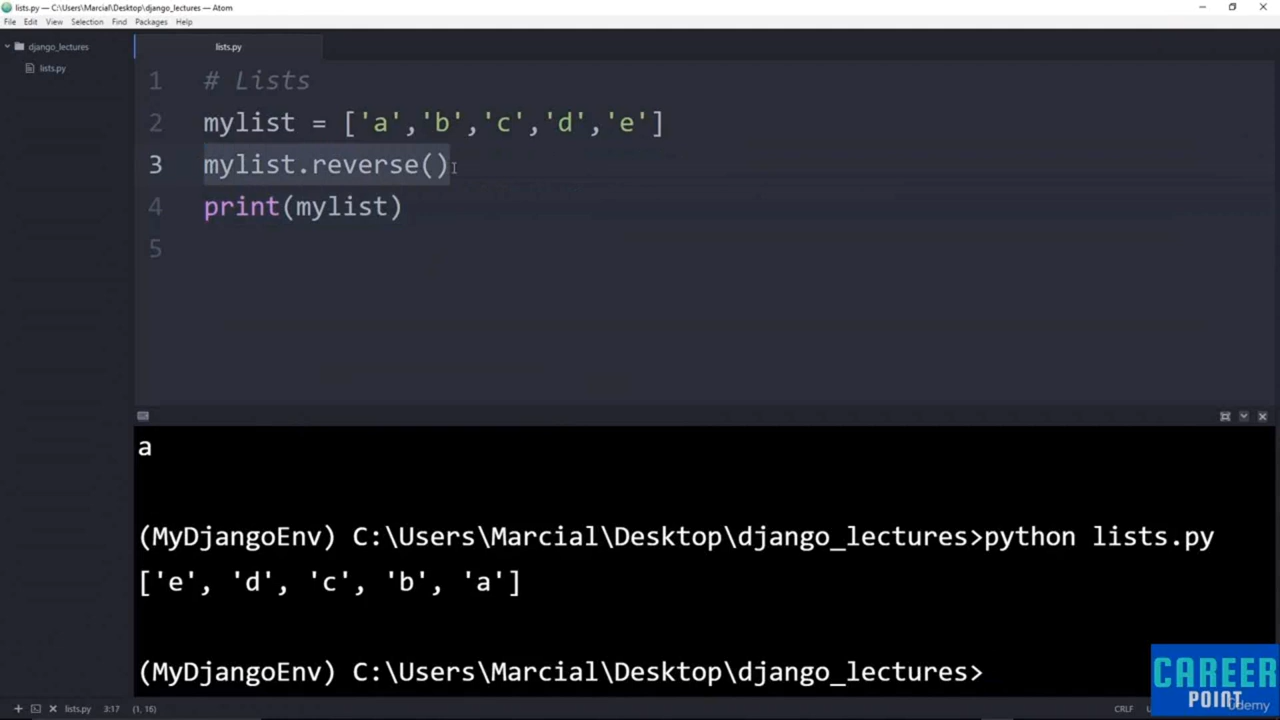 lists.py — C:\Users\Marcial\Desktop\django_lectures — Atom
File Edit View Selection Find Packages Help
django_lectures
lists.py
lists.py
1 # Lists
2 mylist = ['a','b','c','d','e']
3 mylist.reverse()
4 print(mylist)
5
a
(MyDjangoEnv) C:\Users\Marcial\Desktop\django_lectures>python lists.py
['e', 'd', 'c', 'b', 'a']
(MyDjangoEnv) C:\Users\Marcial\Desktop\django_lectures>
CAREER
POINT
Udemy
lists.py 3:17 (1, 16) CRLF